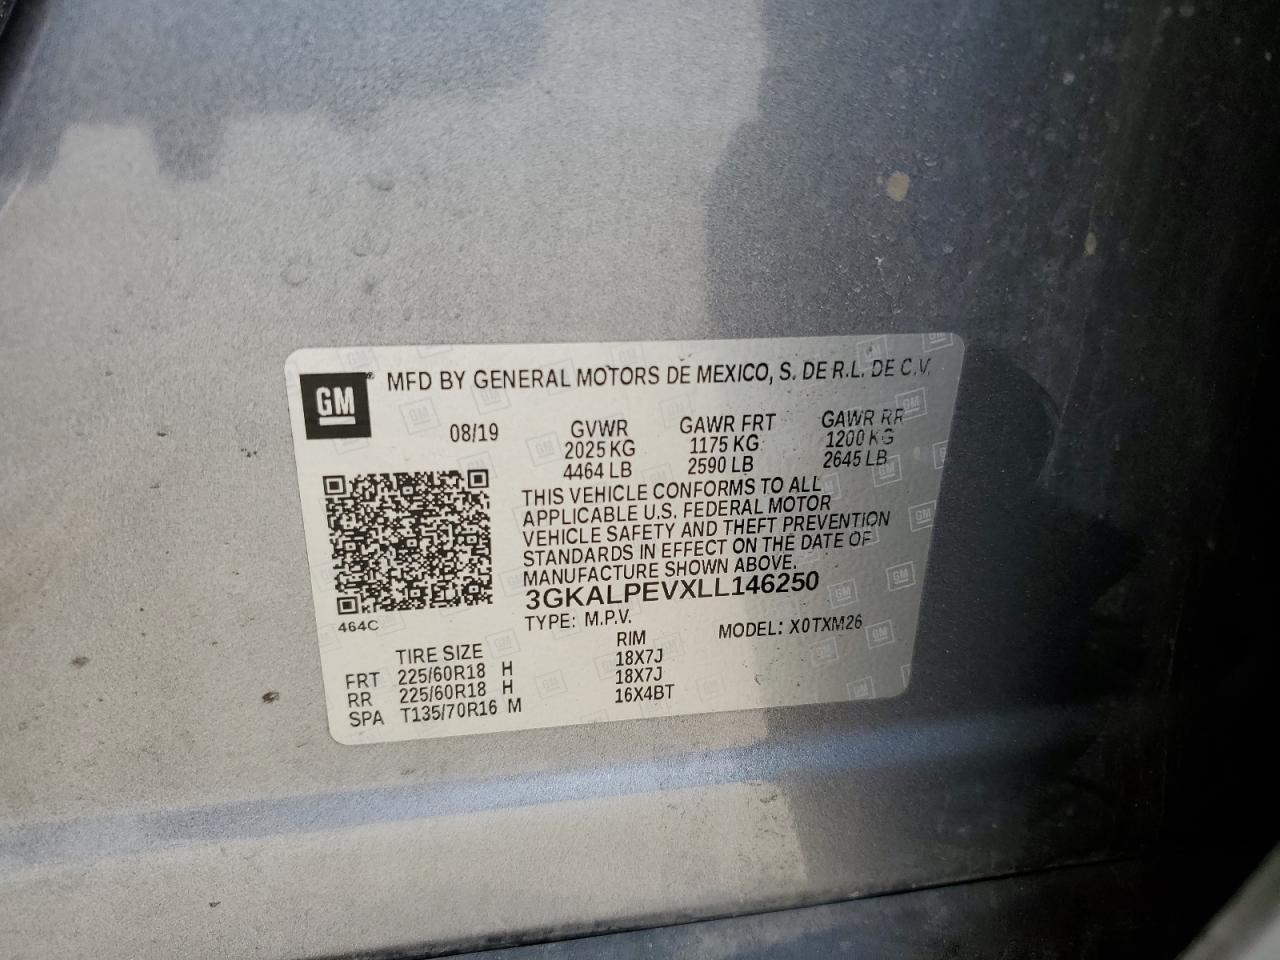 GM MFD BY GENERAL MOTORS DE MEXICO, S. DE R.L. DE C.V.
08/19 GVWR GAWR FRT GAWR RR
2025 KG 1175 KG 1200 KG
4464 LB 2590 LB 2645 LB
THIS VEHICLE CONFORMS TO ALL
APPLICABLE U.S. FEDERAL MOTOR
VEHICLE SAFETY AND THEFT PREVENTION
STANDARDS IN EFFECT ON THE DATE OF
MANUFACTURE SHOWN ABOVE.
3GKALPEVXLL146250
464C
TYPE: M.P.V. MODEL: X0TXM26
TIRE SIZE RIM
FRT 225/60R18 H 18X7J
RR 225/60R18 H 18X7J
SPA T135/70R16 M 16X4BT